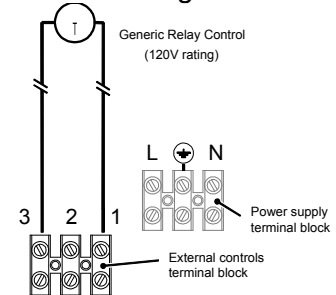 Generic Relay Control
(120V rating)
T
L N
3 2 1
Power supply
terminal block
External controls
terminal block